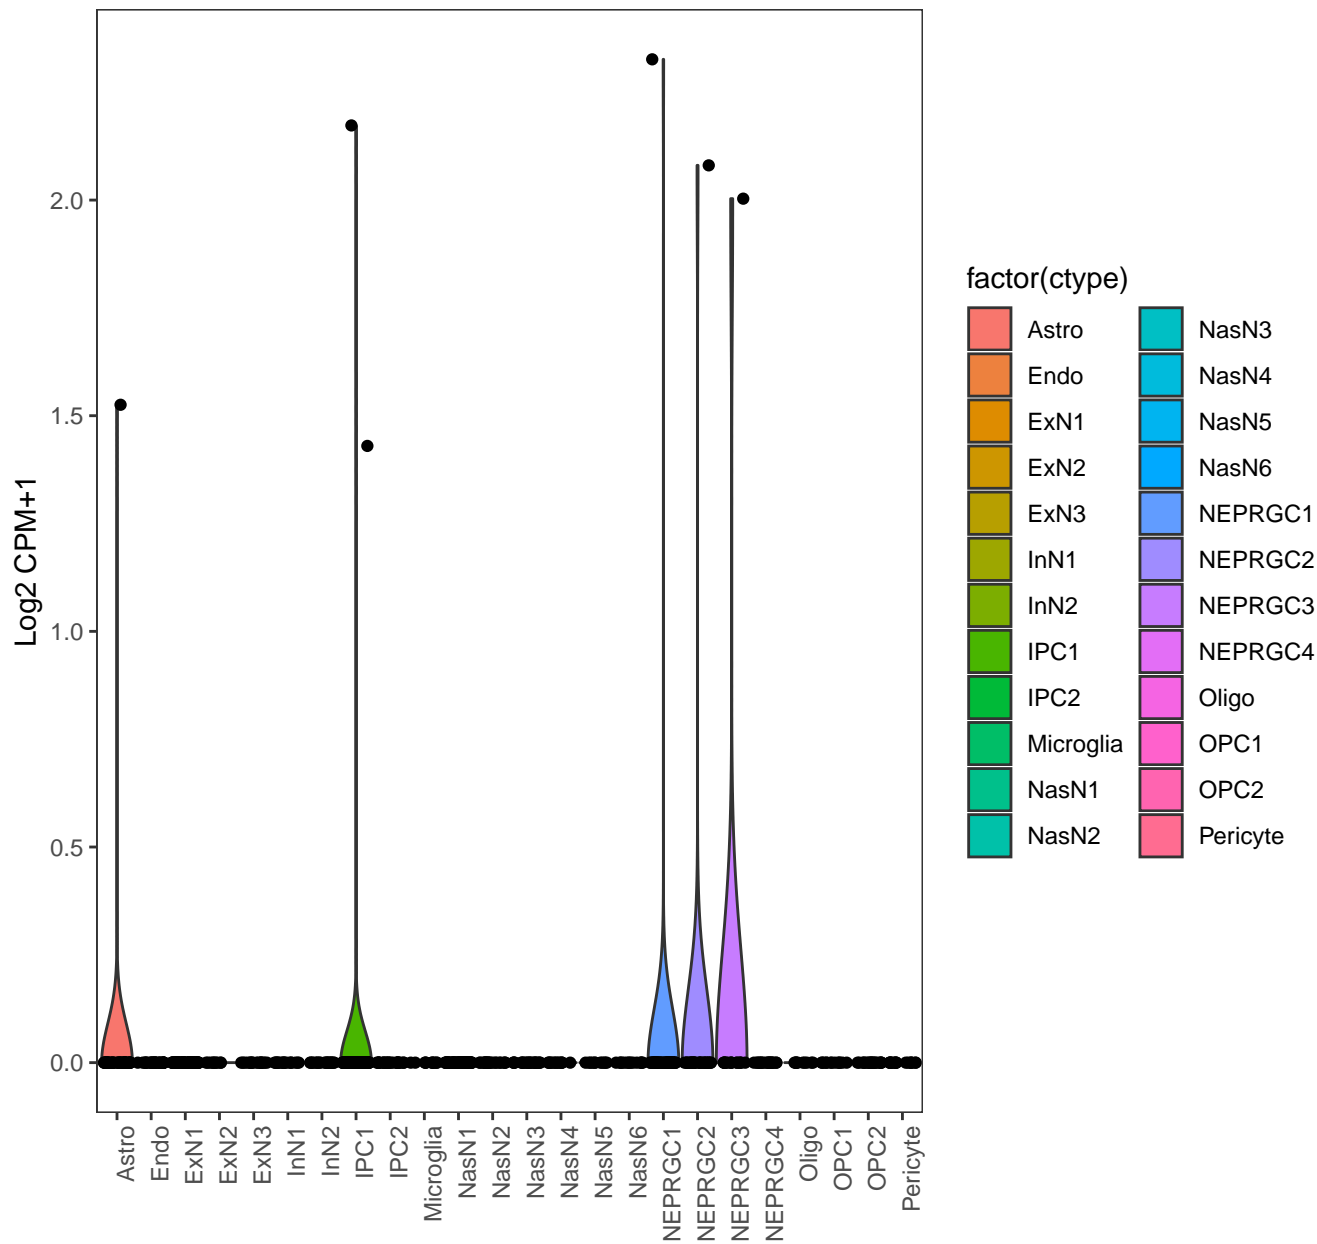 Log2 CPM+1
2.0
1.5
1.0
0.5
0.0
Astro
Endo
ExN1
ExN2
ExN3
InN1
InN2
IPC1
IPC2
Microglia
NasN1
NasN2
NasN3
NasN4
NasN5
NasN6
NEPRGC1
NEPRGC2
NEPRGC3
NEPRGC4
Oligo
OPC1
OPC2
Pericyte
factor(ctype)
Astro
Endo
ExN1
ExN2
ExN3
InN1
InN2
IPC1
IPC2
Microglia
NasN1
NasN2
NasN3
NasN4
NasN5
NasN6
NEPRGC1
NEPRGC2
NEPRGC3
NEPRGC4
Oligo
OPC1
OPC2
Pericyte